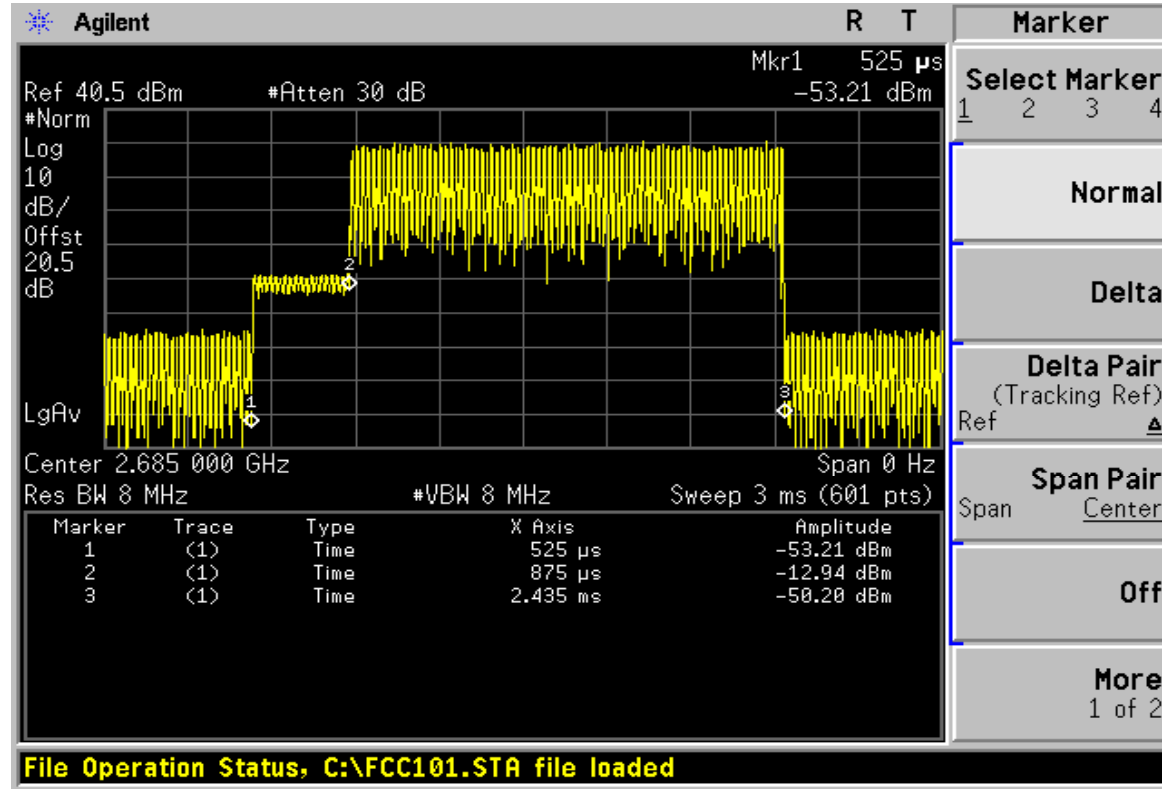 Agilent R T
Mkr1 525 µs
Ref 40.5 dBm #Atten 30 dB −53.21 dBm
#Norm
Log
10
dB/
Offst
20.5
dB
LgAv
1
2
3
Center 2.685 000 GHz Span 0 Hz
Res BW 8 MHz #VBW 8 MHz Sweep 3 ms (601 pts)
Marker Trace Type X Axis Amplitude
1 (1) Time 525 µs −53.21 dBm
2 (1) Time 875 µs −12.94 dBm
3 (1) Time 2.435 ms −50.20 dBm
File Operation Status, C:\FCC101.STA file loaded
Marker
Select Marker
1 2 3 4
Normal
Delta
Delta Pair
(Tracking Ref)
Ref Δ
Span Pair
Span Center
Off
More
1 of 2